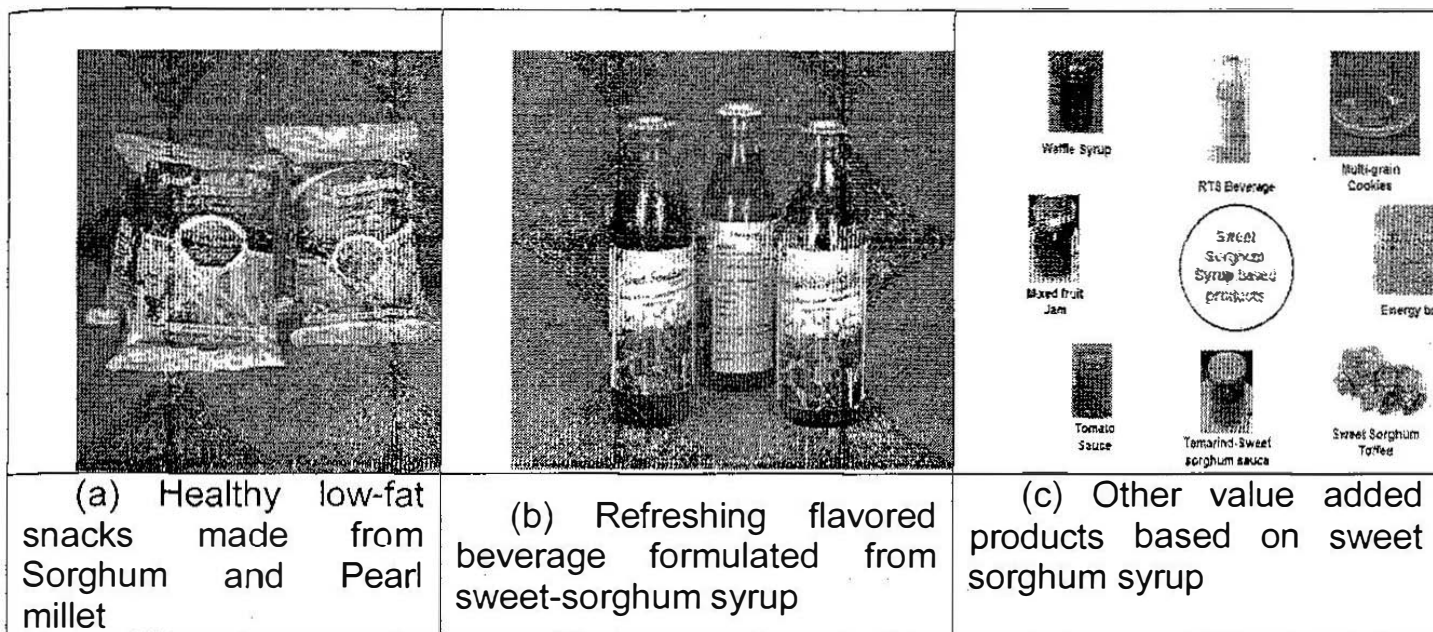 Waffle Syrup
RTS Beverage
Multi-grain
Cookies
Mixed fruit
Jam
Sweet
Sorghum
Syrup based
products
Energy ba
Tomato
Sauce
Tamarind-Sweet
sorghum sauca
Sweet Sorghum
Toffee
(a) Healthy low-fat
snacks made from
Sorghum and Pearl
millet
(b) Refreshing flavored
beverage formulated from
sweet-sorghum syrup
(c) Other value added
products based on sweet
sorghum syrup